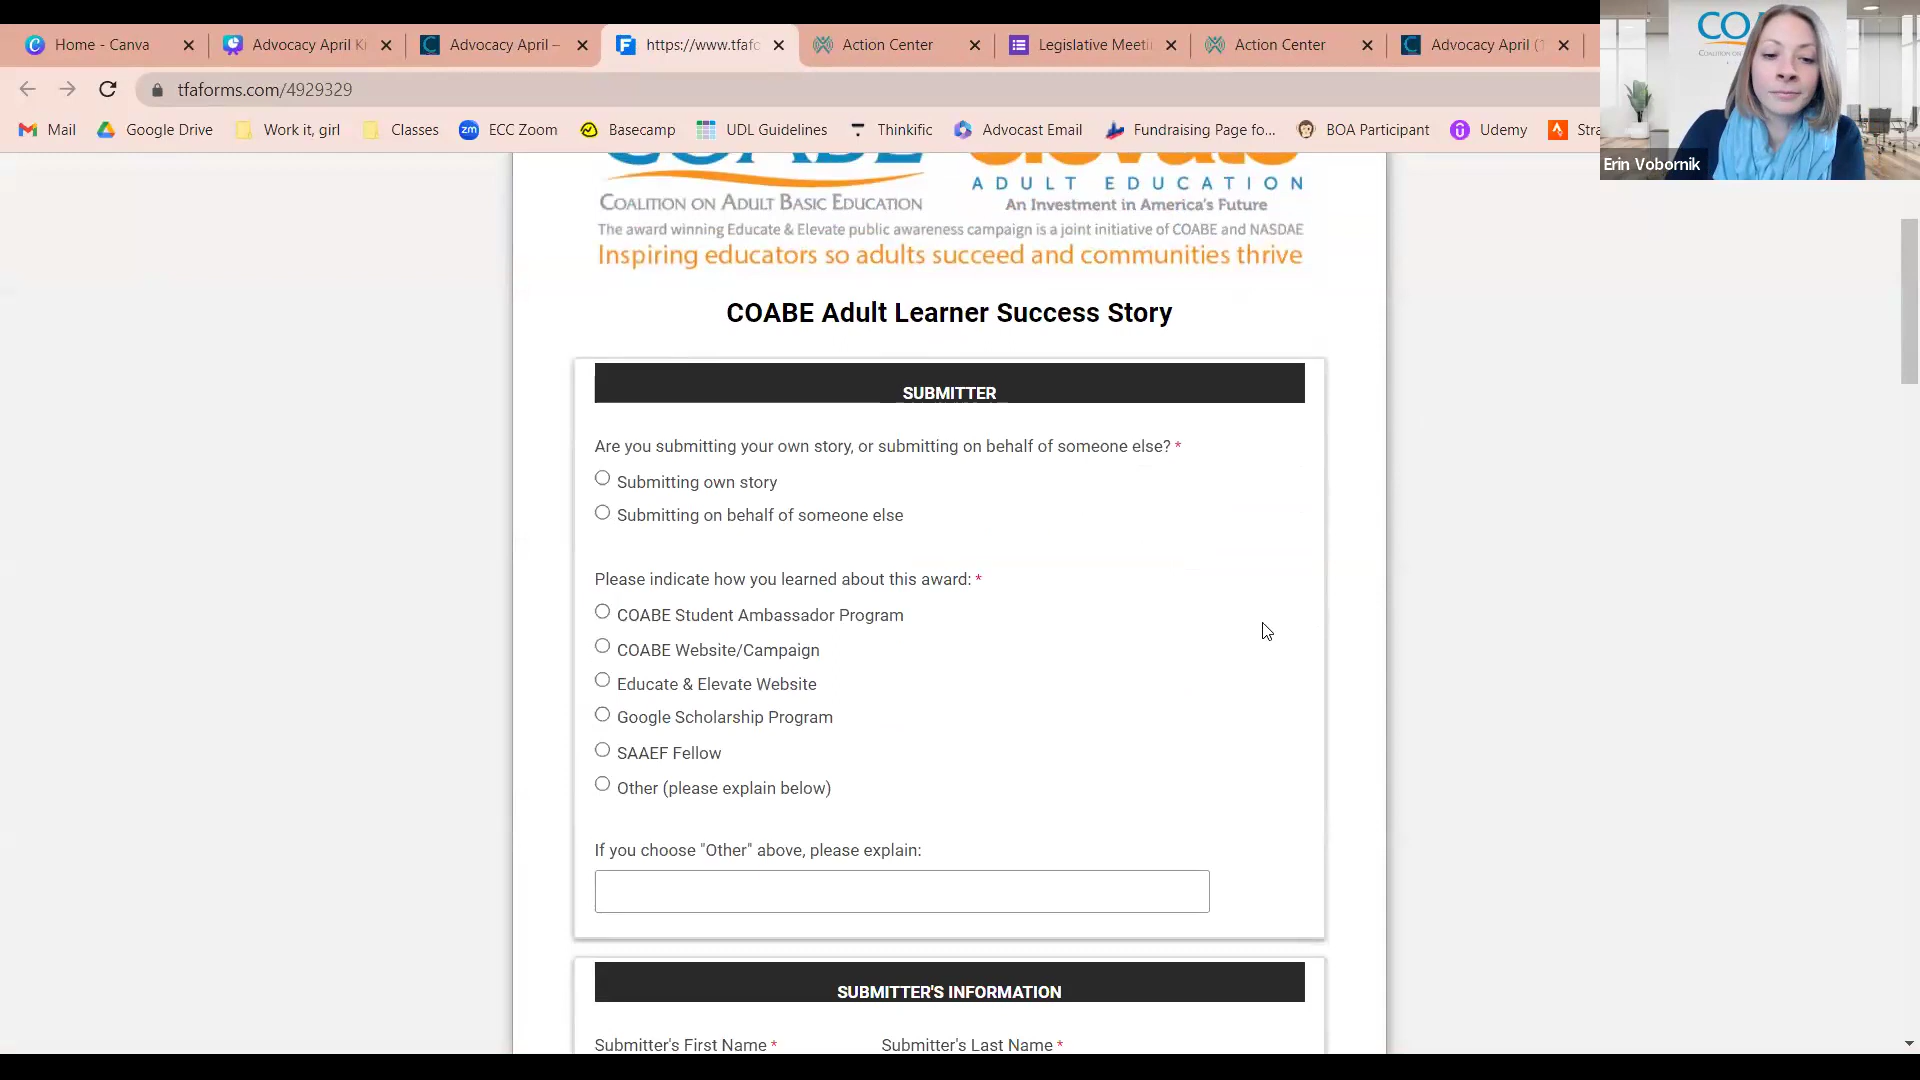 Home - Canva
Advocacy April Ki
Advocacy April –
https://www.tfafo
Action Center
Legislative Meeti
Action Center
Advocacy April (
tfaforms.com/4929329
Mail
Google Drive
Work it, girl
Classes
ECC Zoom
Basecamp
UDL Guidelines
Thinkific
Advocast Email
Fundraising Page fo...
BOA Participant
Udemy
Stra
Erin Vobornik
COABE
elevate
COALITION ON ADULT BASIC EDUCATION
ADULT EDUCATION
An Investment in America's Future
The award winning Educate & Elevate public awareness campaign is a joint initiative of COABE and NASDAE
Inspiring educators so adults succeed and communities thrive
COABE Adult Learner Success Story
SUBMITTER
Are you submitting your own story, or submitting on behalf of someone else? *
Submitting own story
Submitting on behalf of someone else
Please indicate how you learned about this award: *
COABE Student Ambassador Program
COABE Website/Campaign
Educate & Elevate Website
Google Scholarship Program
SAAEF Fellow
Other (please explain below)
If you choose "Other" above, please explain:
SUBMITTER'S INFORMATION
Submitter's First Name *
Submitter's Last Name *